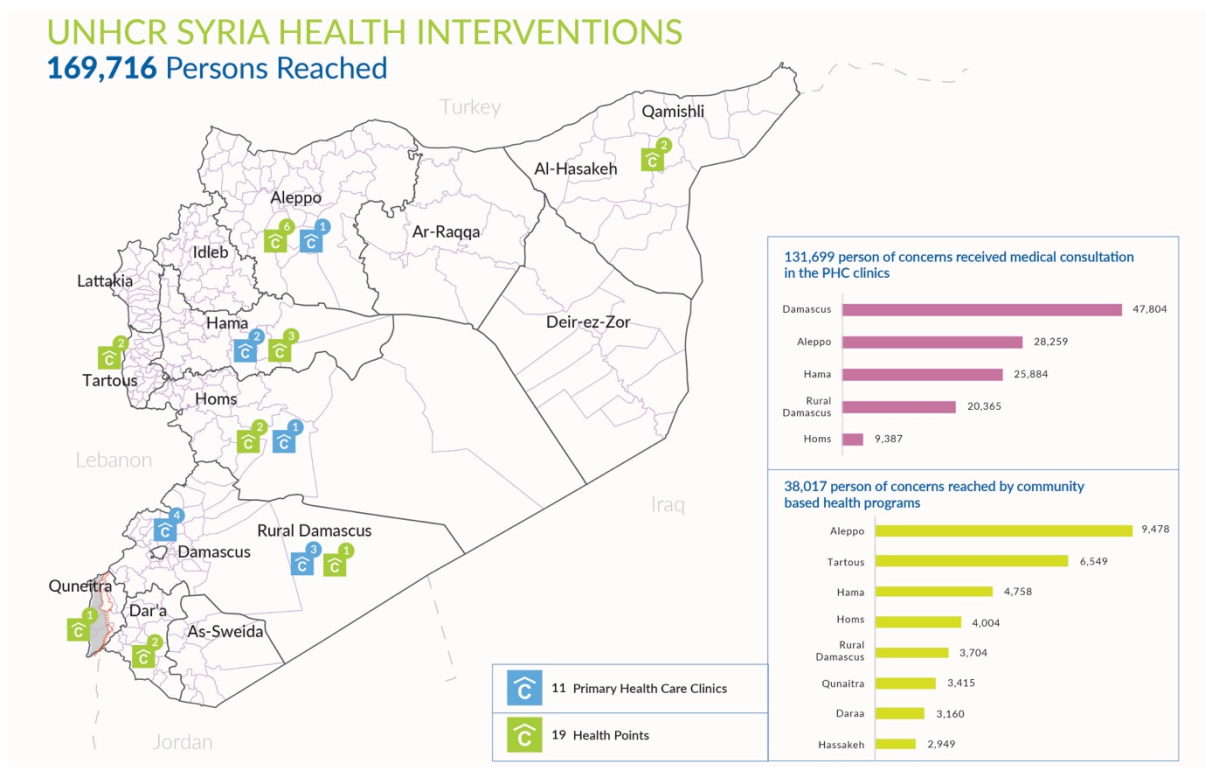 UNHCR SYRIA HEALTH INTERVENTIONS
169,716 Persons Reached
Turkey
Qamishli
2
Al-Hasakeh
Aleppo
6
1
Ar-Raqqa
Idleb
Lattakia
Deir-ez-Zor
Hama
2
3
2
Tartous
Homs
2
1
Lebanon
Iraq
4
Damascus
Rural Damascus
3
1
Quneitra
1
Dar'a
2
As-Sweida
Jordan
11 Primary Health Care Clinics
19 Health Points
131,699 person of concerns received medical consultation
in the PHC clinics
Damascus 47,804
Aleppo 28,259
Hama 25,884
Rural
Damascus 20,365
Homs 9,387
38,017 person of concerns reached by community
based health programs
Aleppo 9,478
Tartous 6,549
Hama 4,758
Homs 4,004
Rural
Damascus 3,704
Qunaitra 3,415
Daraa 3,160
Hassakeh 2,949